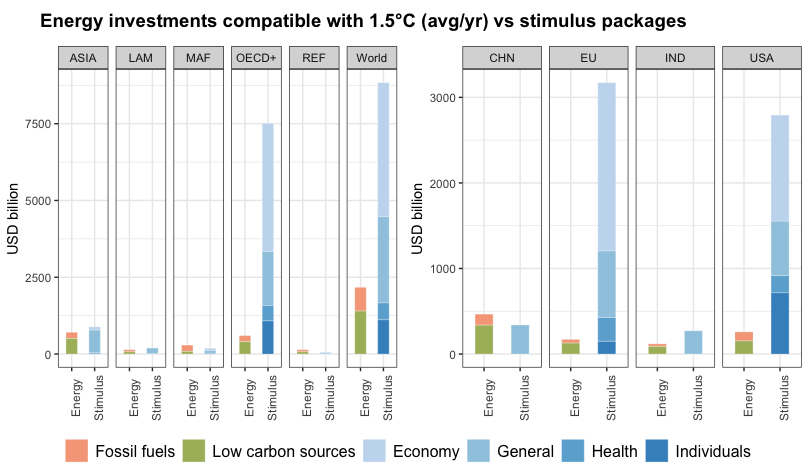 Energy investments compatible with 1.5°C (avg/yr) vs stimulus packages
ASIA LAM MAF OECD+ REF World
CHN EU IND USA
USD billion
7500
5000
2500
0
Energy Stimulus Energy Stimulus Energy Stimulus Energy Stimulus Energy Stimulus Energy Stimulus
USD billion
3000
2000
1000
0
Energy Stimulus Energy Stimulus Energy Stimulus Energy Stimulus
Fossil fuels Low carbon sources Economy General Health Individuals